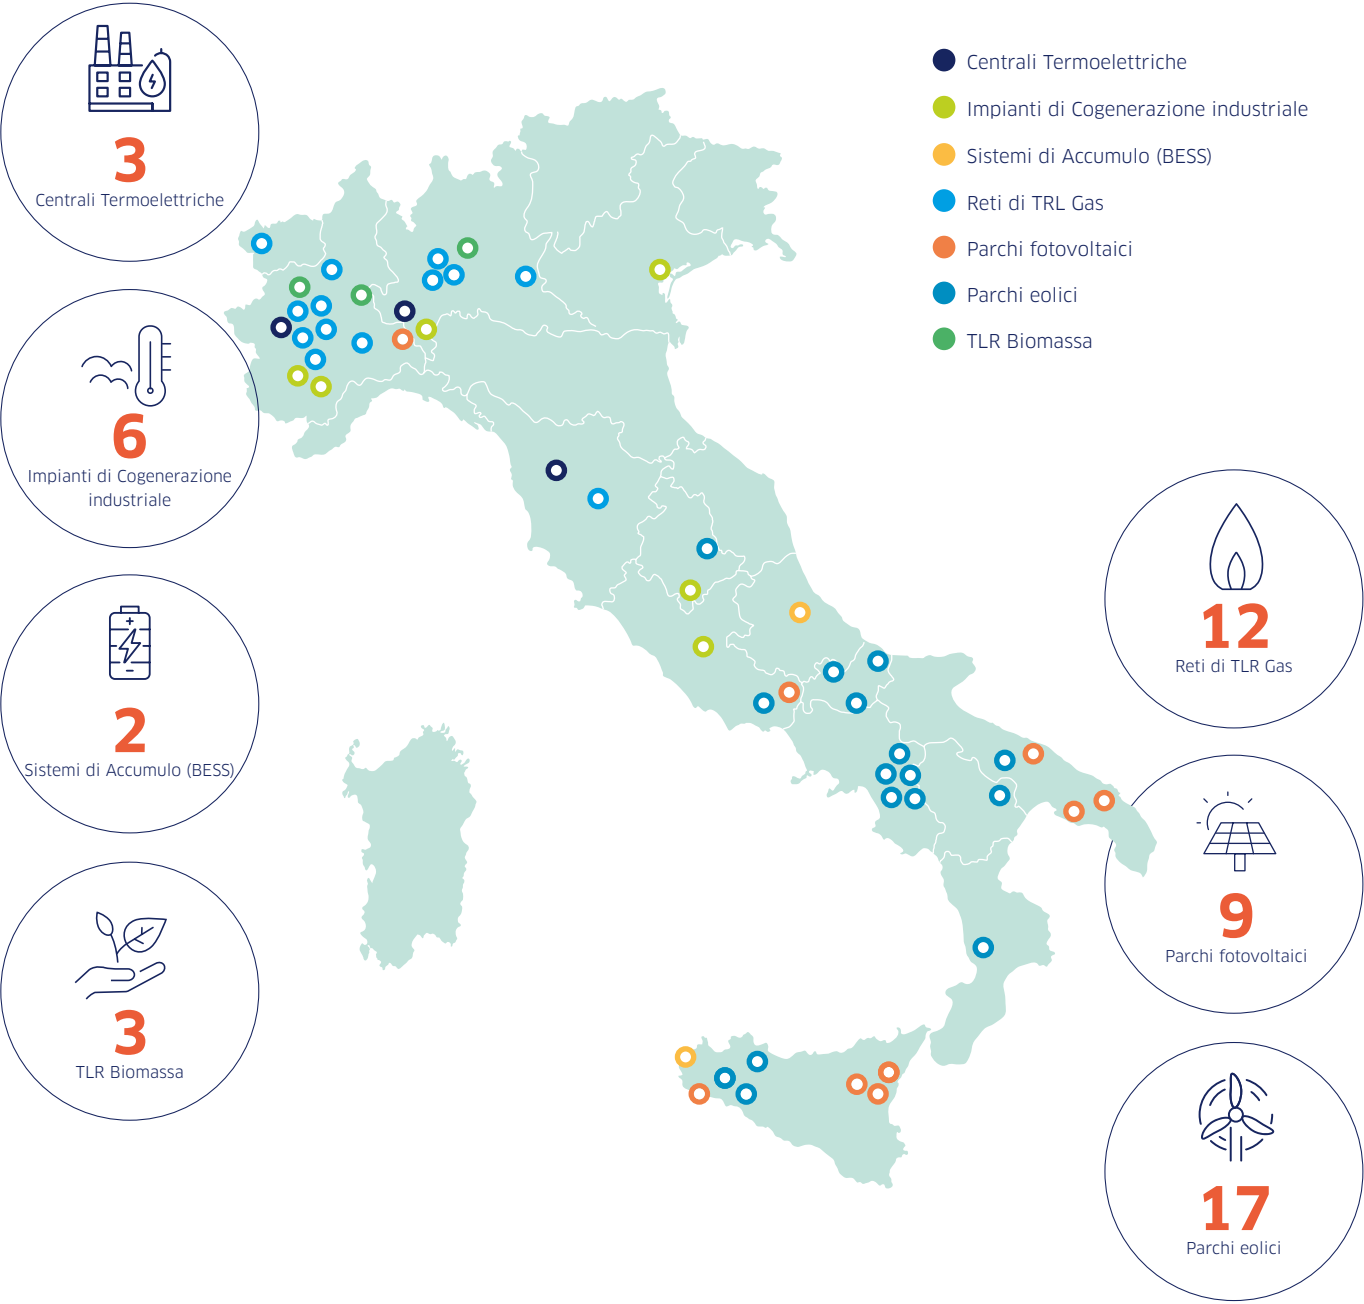 3
Centrali Termoelettriche
6
Impianti di Cogenerazione
industriale
2
Sistemi di Accumulo (BESS)
3
TLR Biomassa
Centrali Termoelettriche
Impianti di Cogenerazione industriale
Sistemi di Accumulo (BESS)
Reti di TRL Gas
Parchi fotovoltaici
Parchi eolici
TLR Biomassa
12
Reti di TLR Gas
9
Parchi fotovoltaici
17
Parchi eolici